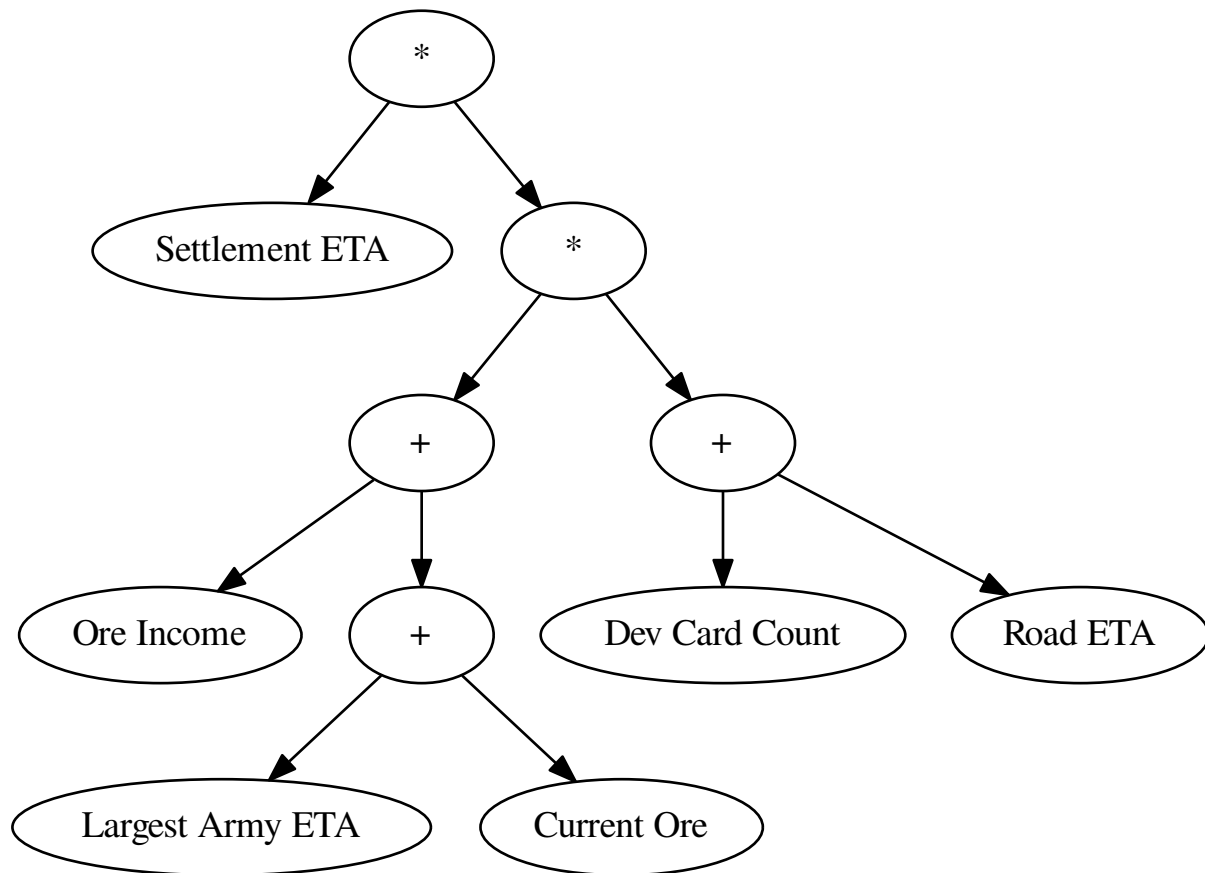 *
Settlement ETA
*
+
+
Ore Income
+
Dev Card Count
Road ETA
Largest Army ETA
Current Ore